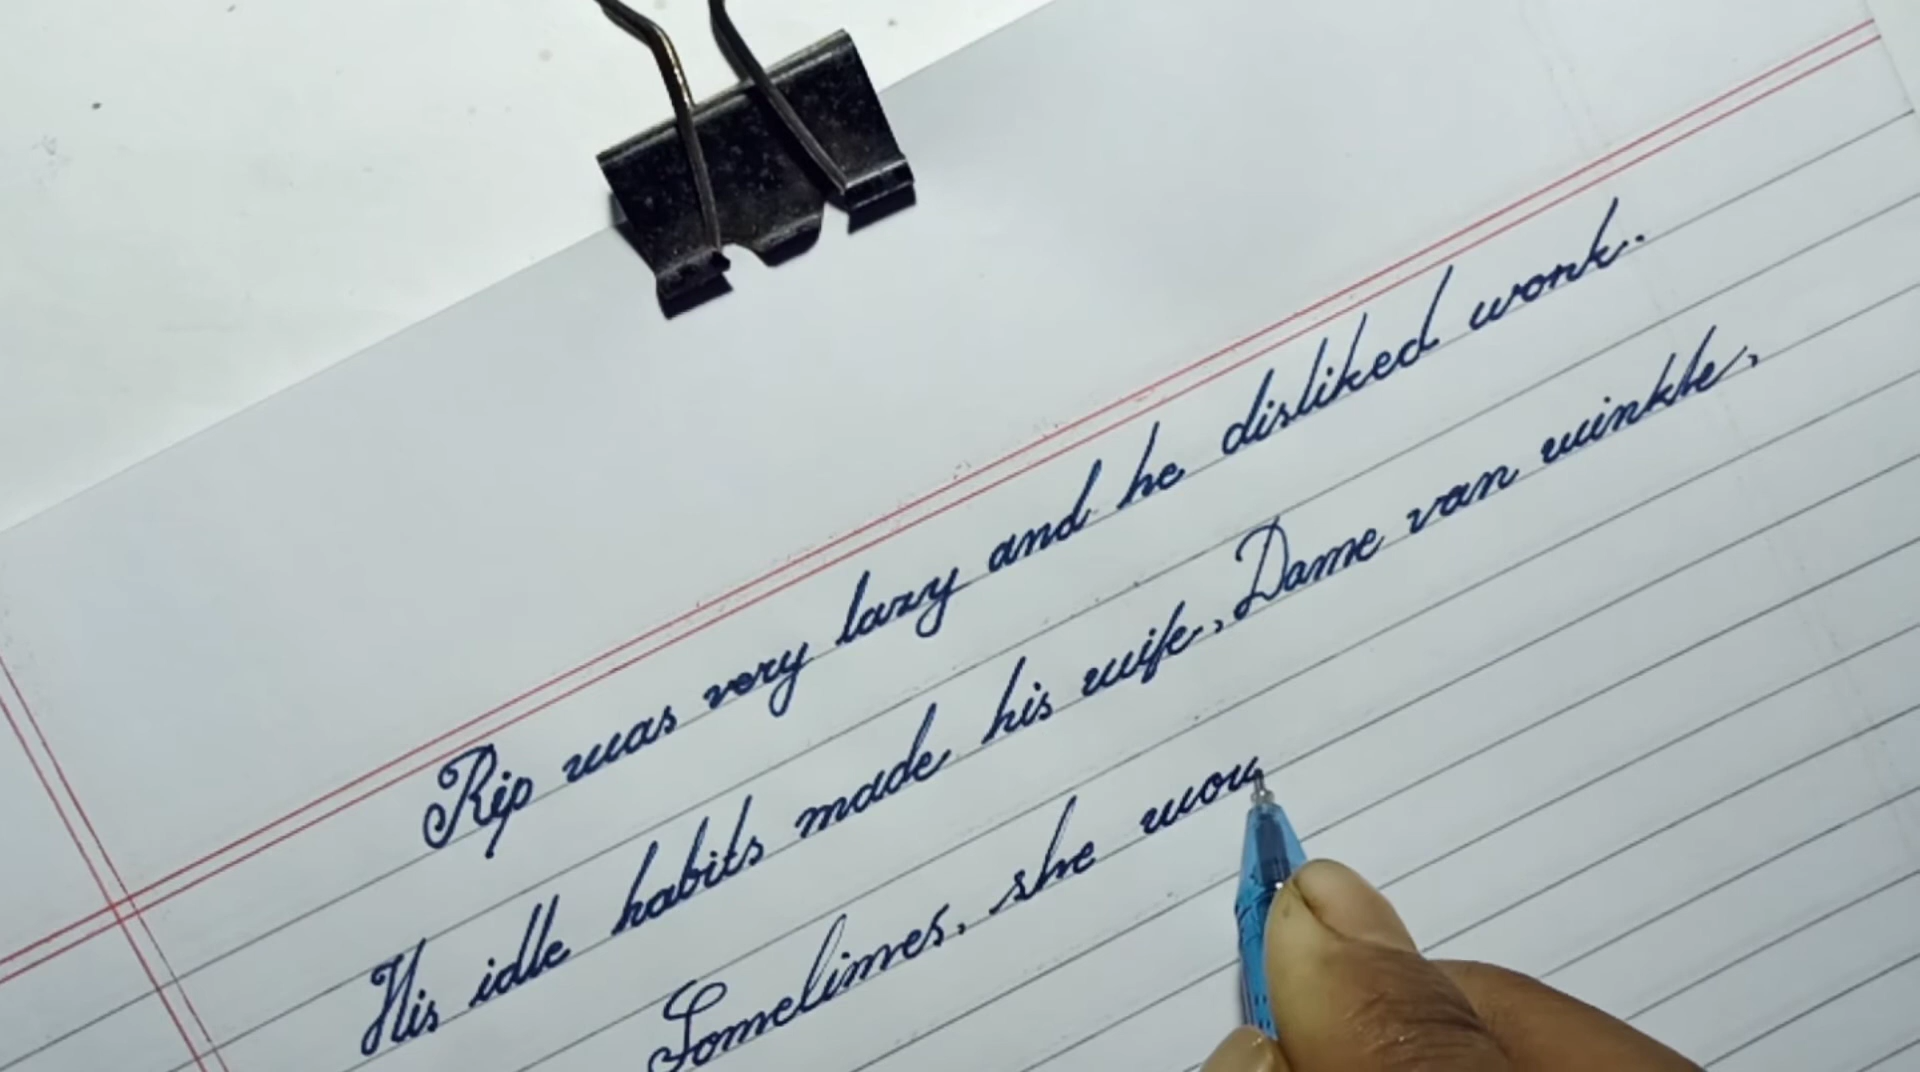 Rip was very lazy and he disliked work.
His idle habits made his wife, Dame van winkle,
Sometimes, she wou